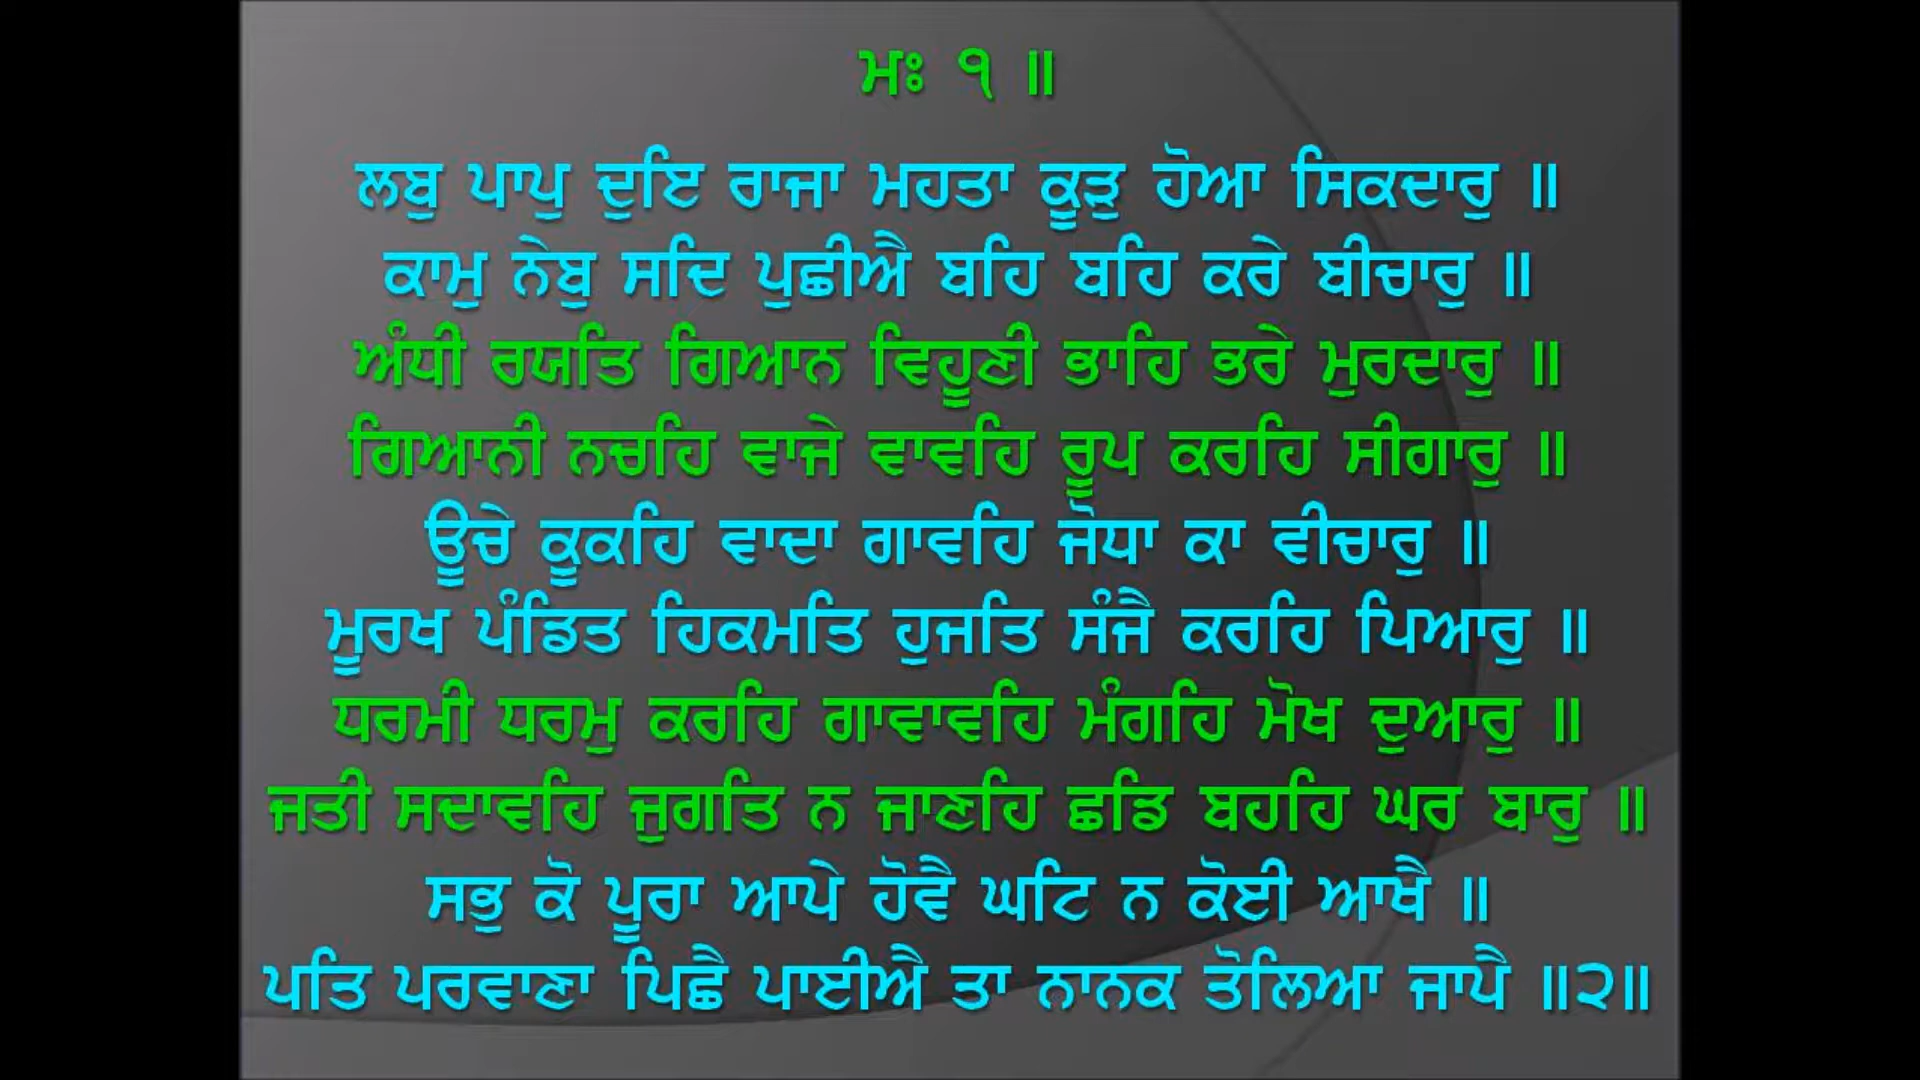 ਮਃ ੧ ॥
ਲਬੁ ਪਾਪੁ ਦੁਇ ਰਾਜਾ ਮਹਤਾ ਕੂੜੁ ਹੋਆ ਸਿਕਦਾਰੁ ॥
ਕਾਮੁ ਨੇਬੁ ਸਦਿ ਪੁਛੀਐ ਬਹਿ ਬਹਿ ਕਰੇ ਬੀਚਾਰੁ ॥
ਅੰਧੀ ਰਯਤਿ ਗਿਆਨ ਵਿਹੂਣੀ ਭਾਹਿ ਭਰੇ ਮੁਰਦਾਰੁ ॥
ਗਿਆਨੀ ਨਚਹਿ ਵਾਜੇ ਵਾਵਹਿ ਰੂਪ ਕਰਹਿ ਸੀਗਾਰੁ ॥
ਊਚੇ ਕੂਕਹਿ ਵਾਦਾ ਗਾਵਹਿ ਜੋਧਾ ਕਾ ਵੀਚਾਰੁ ॥
ਮੂਰਖ ਪੰਡਿਤ ਹਿਕਮਤਿ ਹੁਜਤਿ ਸੰਜੈ ਕਰਹਿ ਪਿਆਰੁ ॥
ਧਰਮੀ ਧਰਮੁ ਕਰਹਿ ਗਾਵਾਵਹਿ ਮੰਗਹਿ ਮੋਖ ਦੁਆਰੁ ॥
ਜਤੀ ਸਦਾਵਹਿ ਜੁਗਤਿ ਨ ਜਾਣਹਿ ਛਡਿ ਬਹਹਿ ਘਰ ਬਾਰੁ ॥
ਸਭੁ ਕੋ ਪੂਰਾ ਆਪੇ ਹੋਵੈ ਘਟਿ ਨ ਕੋਈ ਆਖੈ ॥
ਪਤਿ ਪਰਵਾਣਾ ਪਿਛੈ ਪਾਈਐ ਤਾ ਨਾਨਕ ਤੋਲਿਆ ਜਾਪੈ ॥੨॥